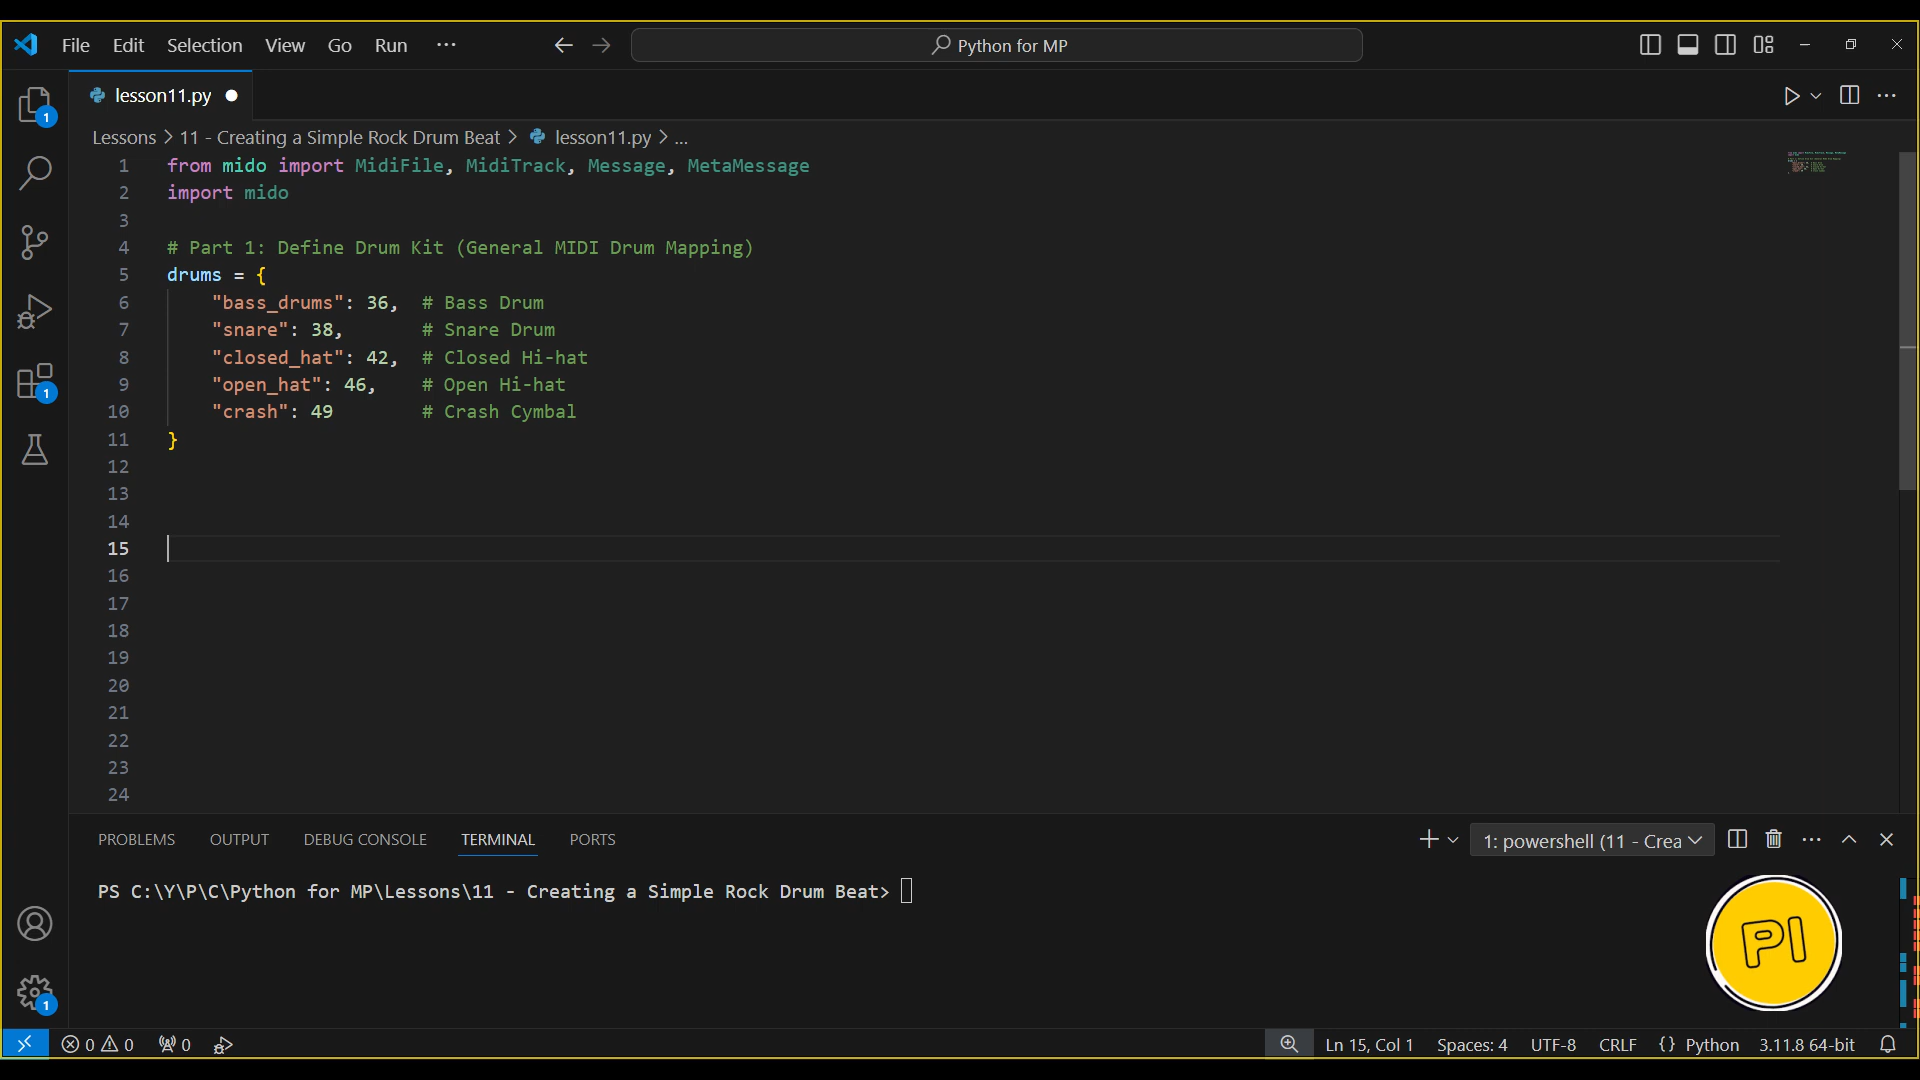 File Edit Selection View Go Run ··· Python for MP
lesson11.py
Lessons > 11 - Creating a Simple Rock Drum Beat > lesson11.py > ...
1 from mido import MidiFile, MidiTrack, Message, MetaMessage
2 import mido
3
4 # Part 1: Define Drum Kit (General MIDI Drum Mapping)
5 drums = {
6 "bass_drums": 36, # Bass Drum
7 "snare": 38, # Snare Drum
8 "closed_hat": 42, # Closed Hi-hat
9 "open_hat": 46, # Open Hi-hat
10 "crash": 49 # Crash Cymbal
11 }
12
13
14
15
16
17
18
19
20
21
22
23
24
1
1
1
PROBLEMS OUTPUT DEBUG CONSOLE TERMINAL PORTS 1: powershell (11 - Crea
PS C:\Y\P\C\Python for MP\Lessons\11 - Creating a Simple Rock Drum Beat>
PI
0 0 0 Ln 15, Col 1 Spaces: 4 UTF-8 CRLF {} Python 3.11.8 64-bit